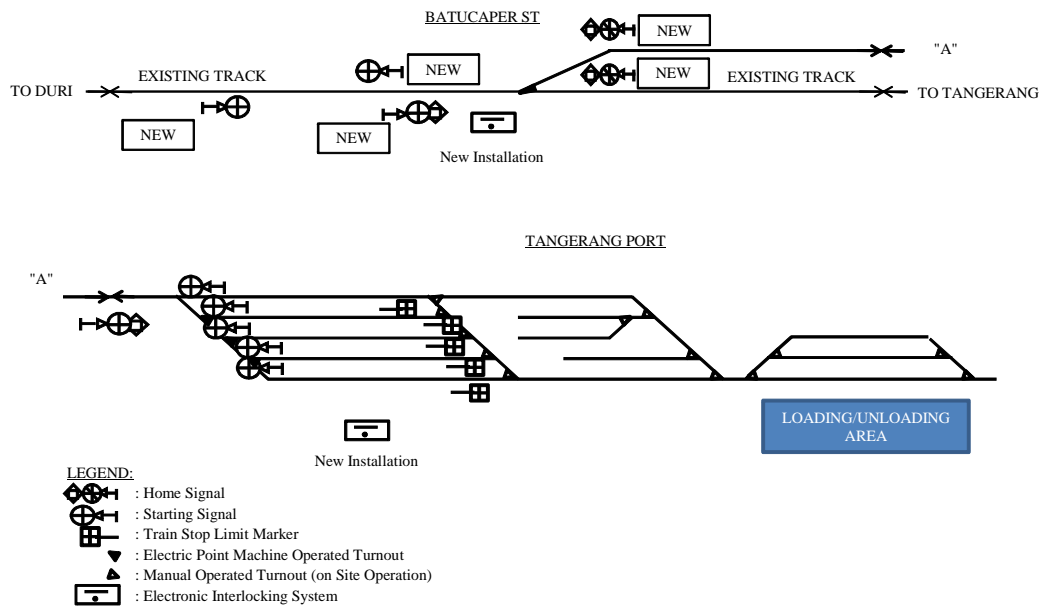 BATUCAPER ST
NEW
"A"
NEW
EXISTING TRACK
NEW
EXISTING TRACK
TO DURI
TO TANGERANG
NEW
NEW
New Installation
TANGERANG PORT
"A"
LOADING/UNLOADING
AREA
New Installation
LEGEND:
: Home Signal
: Starting Signal
: Train Stop Limit Marker
: Electric Point Machine Operated Turnout
: Manual Operated Turnout (on Site Operation)
: Electronic Interlocking System